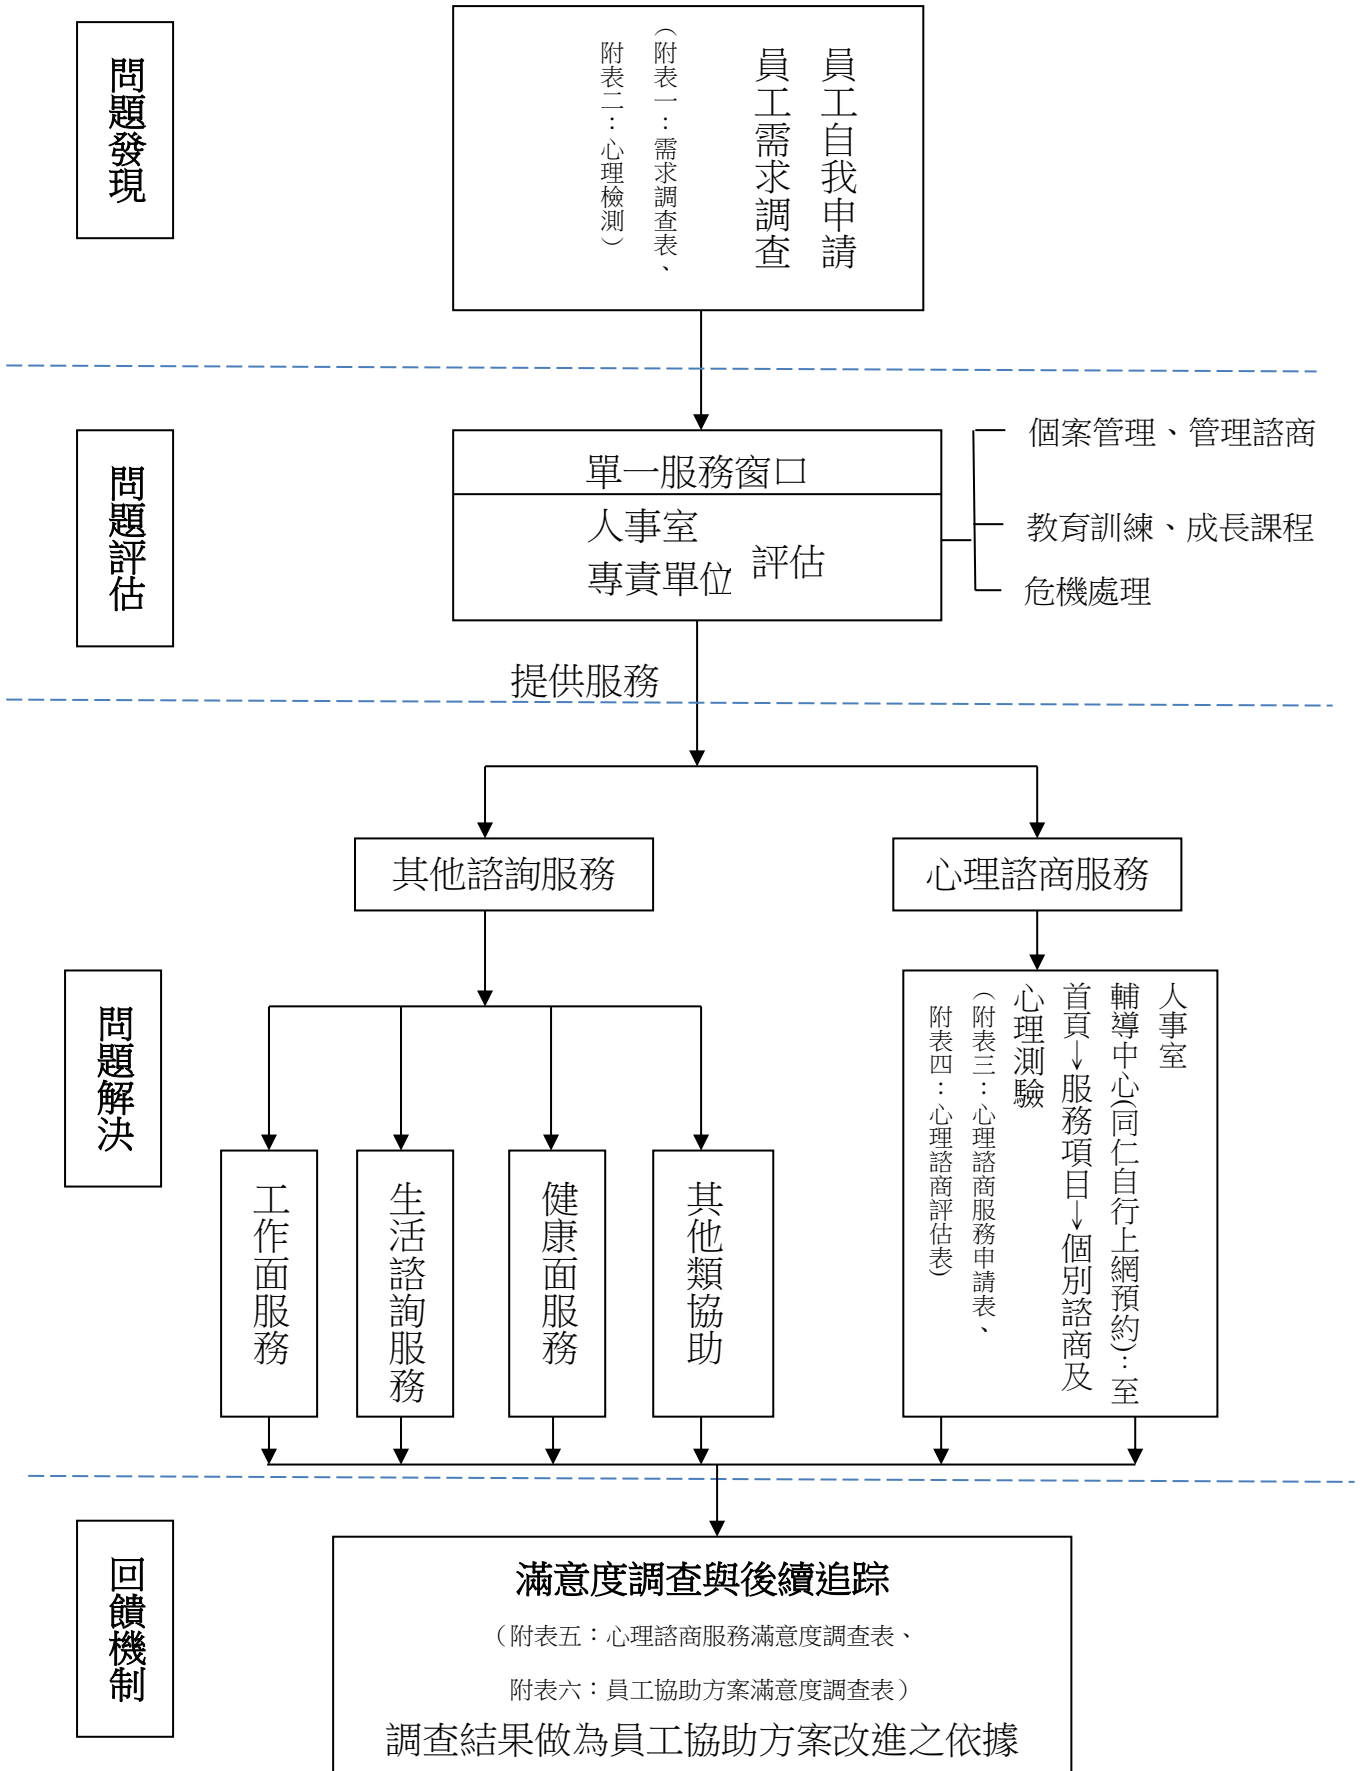 問題發現
員工自我申請
員工需求調查
（附表一：需求調查表、
附表二：心理檢測）
問題評估
單一服務窗口
人事室
專責單位
評估
個案管理、管理諮商
教育訓練、成長課程
危機處理
提供服務
其他諮詢服務
心理諮商服務
問題解決
工作面服務
生活諮詢服務
健康面服務
其他類協助
人事室
輔導中心(同仁自行上網預約)：至
首頁→服務項目→個別諮商及
心理測驗
（附表三：心理諮商服務申請表、
附表四：心理諮商評估表)
回饋機制
滿意度調查與後續追踪
（附表五：心理諮商服務滿意度調查表、
附表六：員工協助方案滿意度調查表）
調查結果做為員工協助方案改進之依據